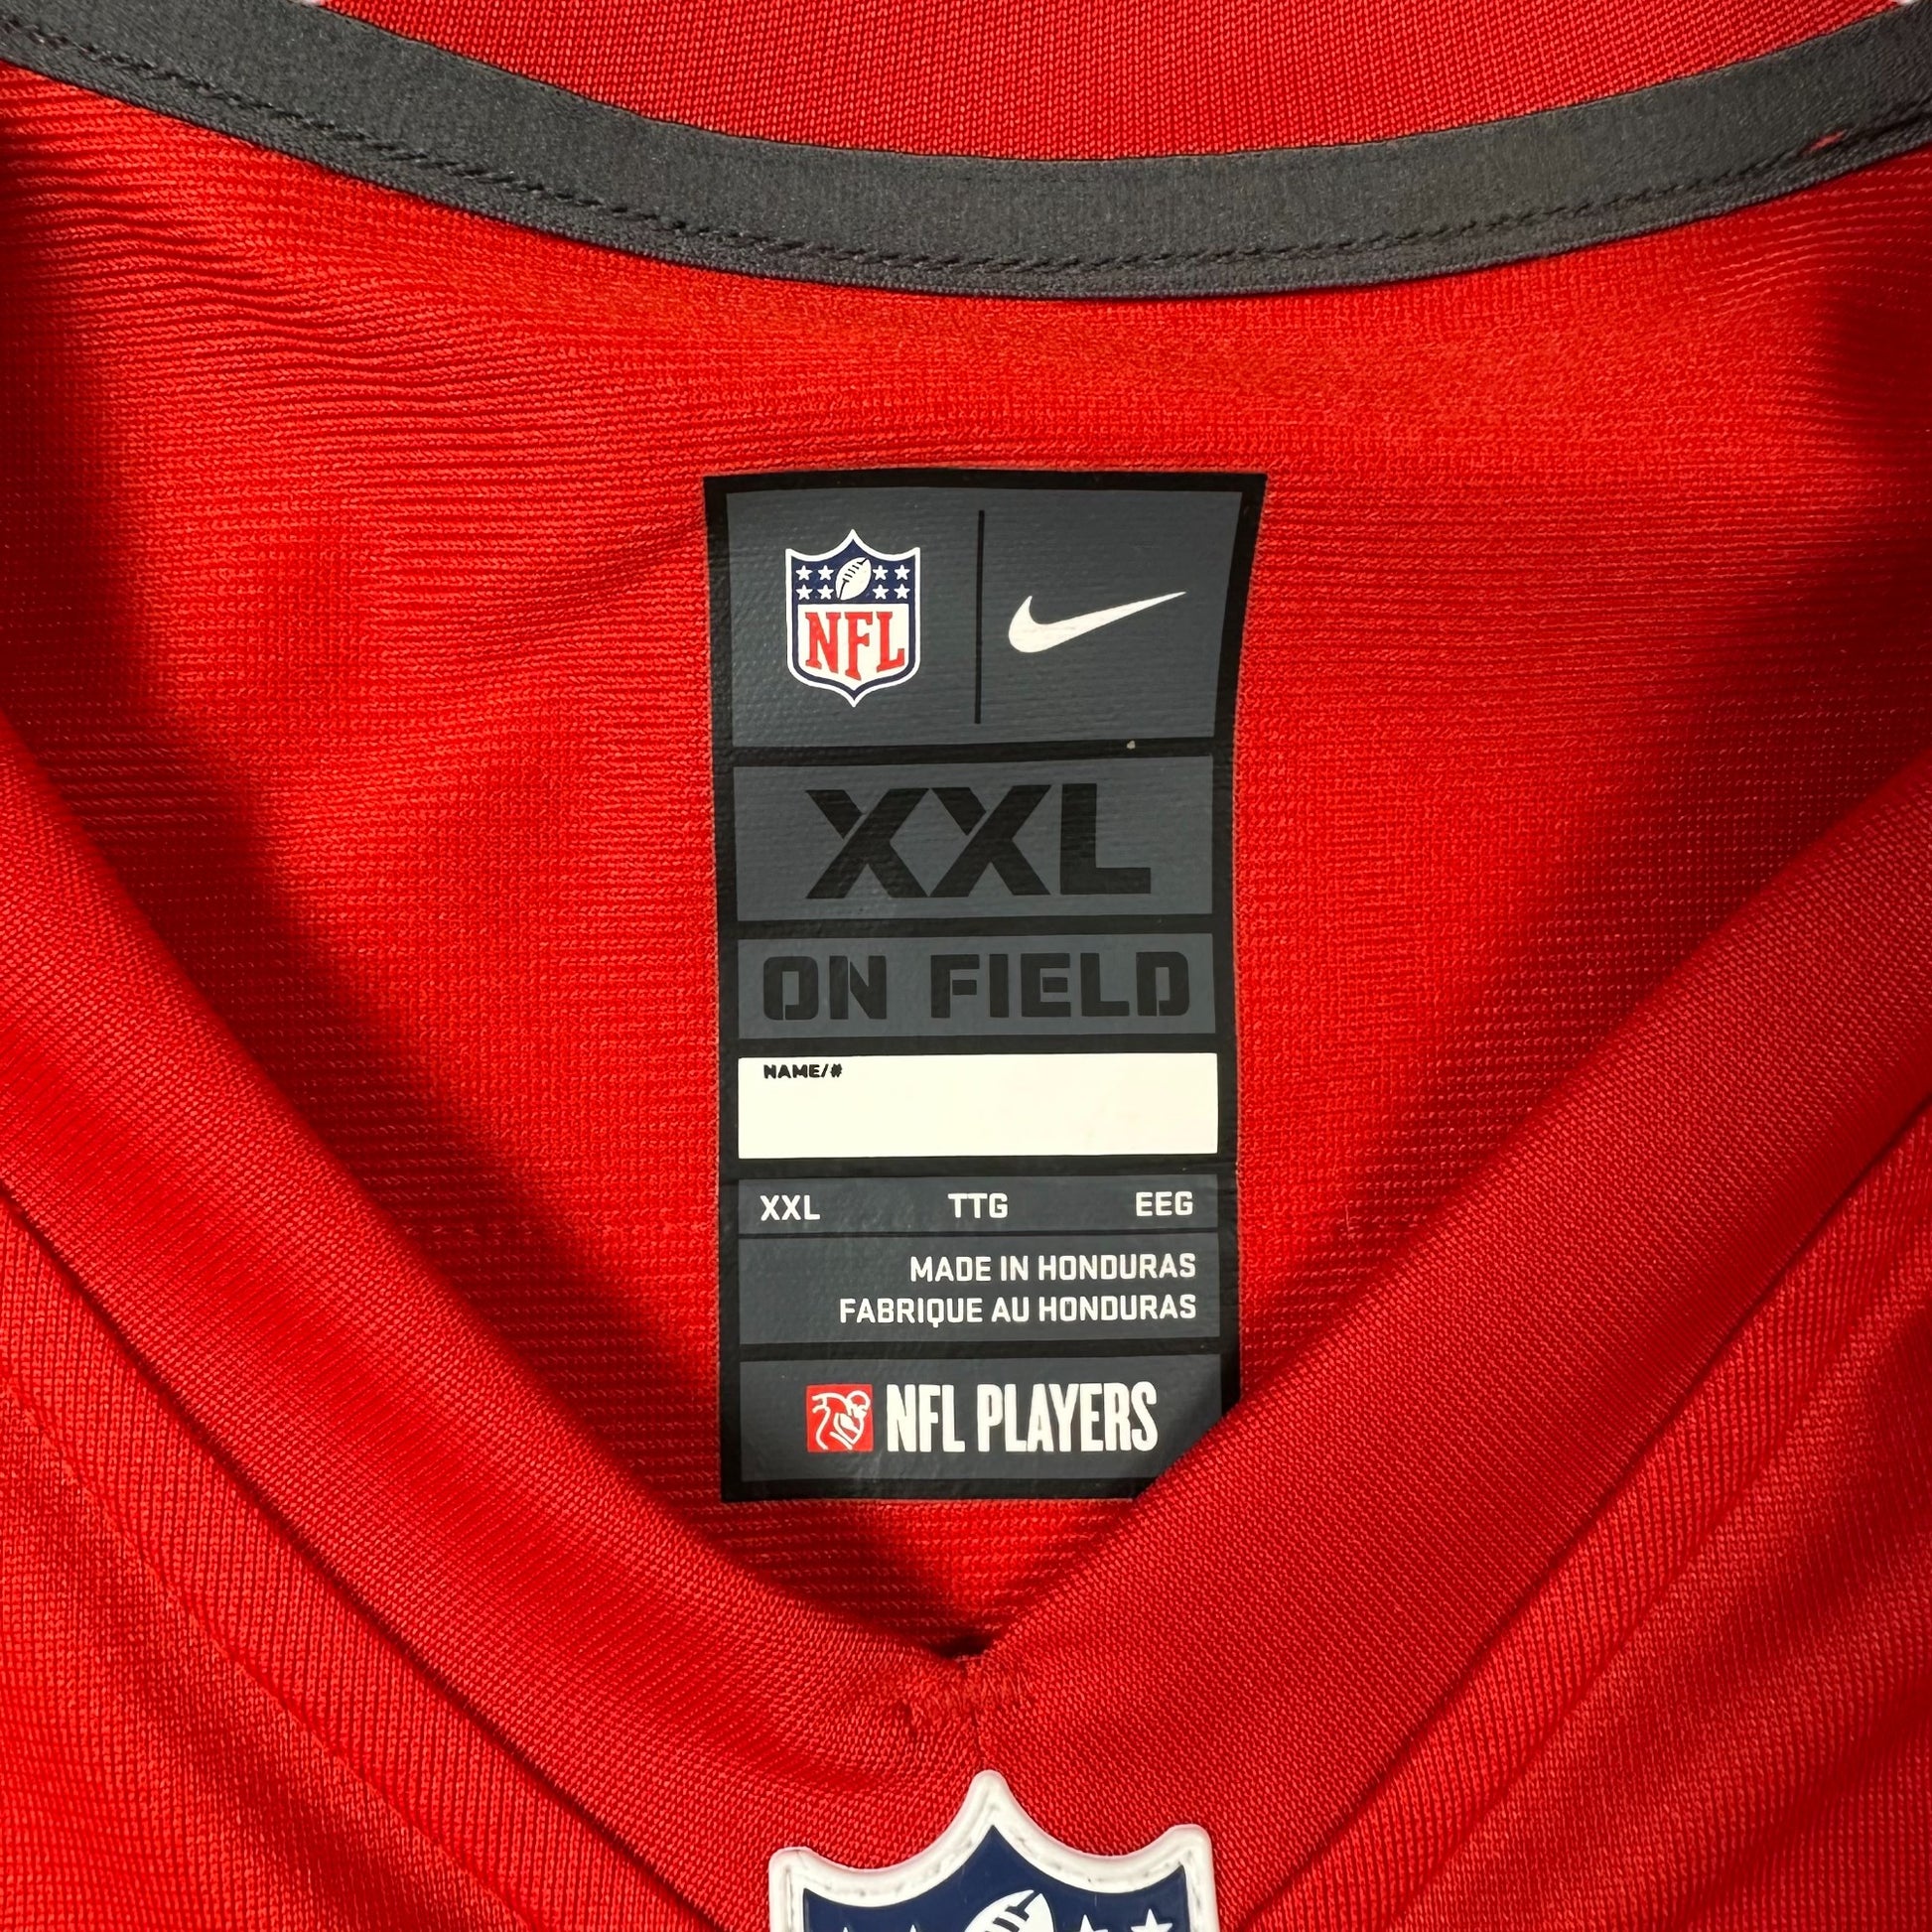 NFL
XXL
ON FIELD
NAME/#
XXL TTG EEG
MADE IN HONDURAS
FABRIQUE AU HONDURAS
NFL PLAYERS